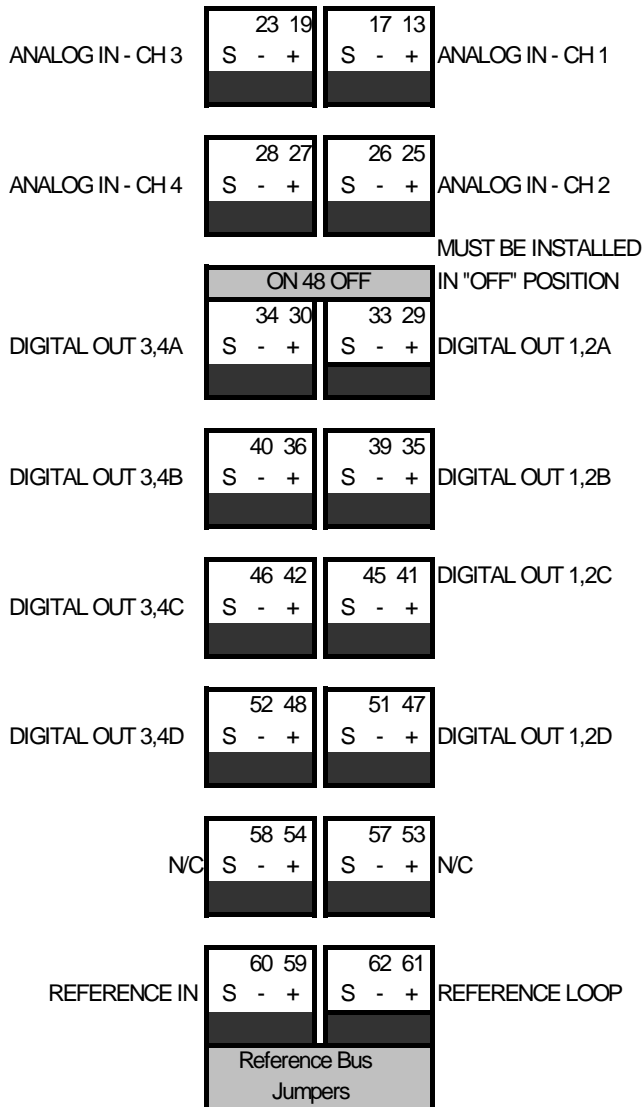 23 19 17 13
ANALOG IN - CH 3 S - + S - + ANALOG IN - CH 1
28 27 26 25
ANALOG IN - CH 4 S - + S - + ANALOG IN - CH 2
MUST BE INSTALLED
ON 48 OFF IN "OFF" POSITION
34 30 33 29
DIGITAL OUT 3,4A S - + S - + DIGITAL OUT 1,2A
40 36 39 35
DIGITAL OUT 3,4B S - + S - + DIGITAL OUT 1,2B
46 42 45 41 DIGITAL OUT 1,2C
DIGITAL OUT 3,4C S - + S - +
52 48 51 47
DIGITAL OUT 3,4D S - + S - + DIGITAL OUT 1,2D
58 54 57 53
N/C S - + S - + N/C
60 59 62 61
REFERENCE IN S - + S - + REFERENCE LOOP
Reference Bus
Jumpers